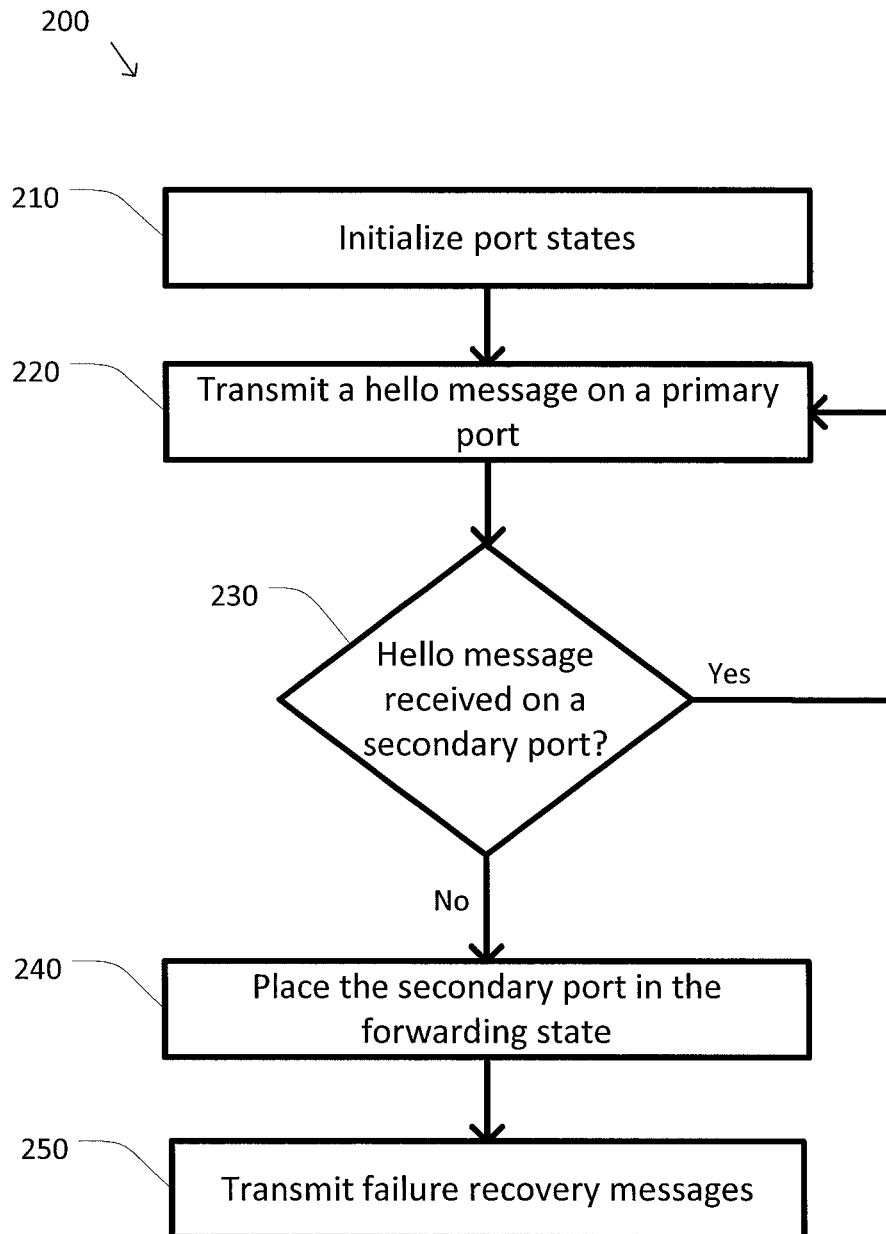 200
210
Initialize port states
220
Transmit a hello message on a primary
port
230
Hello message
received on a
secondary port?
Yes
No
240
Place the secondary port in the
forwarding state
250
Transmit failure recovery messages